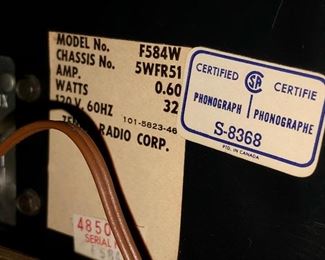 MODEL No. F584W
CHASSIS No. 5WFR51
AMP. 0.60
WATTS 32
120 V. 60HZ 101-5823-46
RADIO CORP.
4850
SERIAL
CERTIFIED SA CERTIFIE
PHONOGRAPH PHONOGRAPHE
S-8368
PTD. IN CANADA